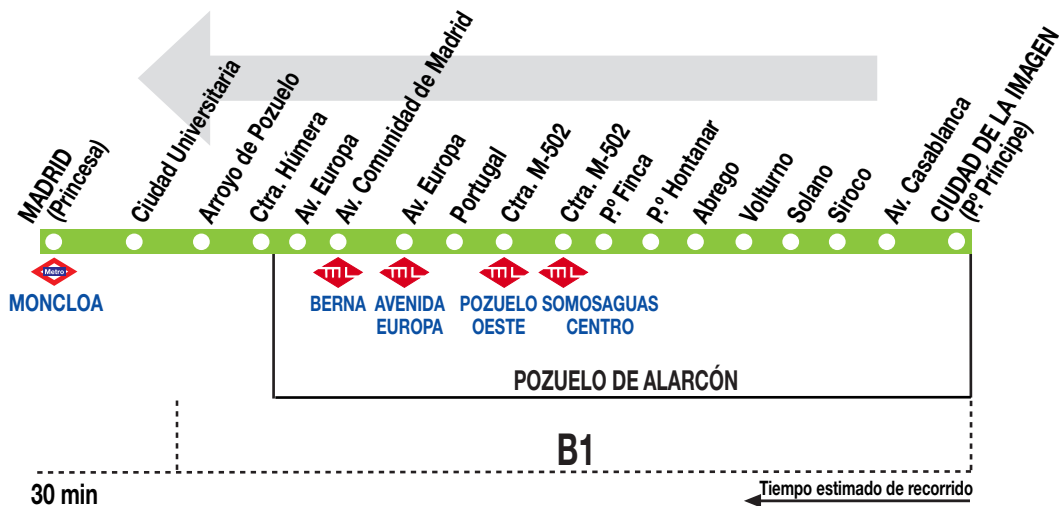 MADRID
(Princesa)
Ciudad Universitaria
Arroyo de Pozuelo
Ctra. Húmera
Av. Europa
Av. Comunidad de Madrid
Av. Europa
Portugal
Ctra. M-502
Ctra. M-502
P.º Finca
P.º Hontanar
Abrego
Volturno
Solano
Siroco
Av. Casablanca
CIUDAD DE LA IMAGEN
(P.º Príncipe)
Metro
ML
ML
ML
ML
MONCLOA
BERNA
AVENIDA
EUROPA
POZUELO
OESTE
SOMOSAGUAS
CENTRO
POZUELO DE ALARCÓN
B1
30 min
Tiempo estimado de recorrido